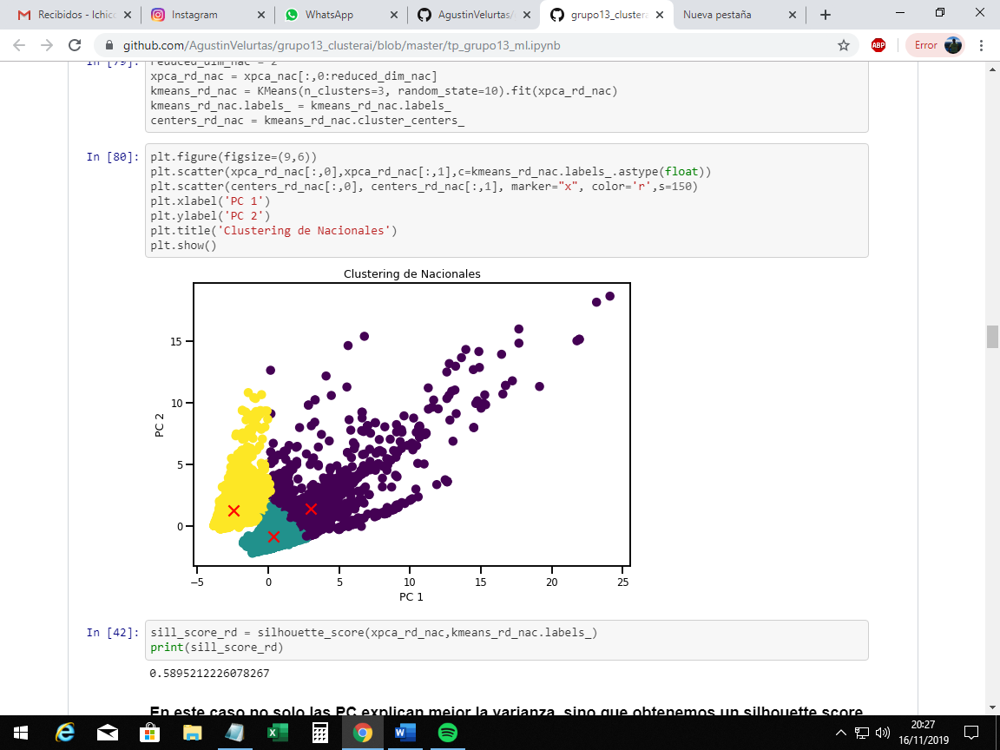 Recibidos - Ichic
Instagram
WhatsApp
AgustinVelurtas/
grupo13_clustera
Nueva pestaña
github.com/AgustinVelurtas/grupo13_clusterai/blob/master/tp_grupo13_ml.ipynb
ABP
Error
In [79]:
reduced_dim_nac = 2
xpca_rd_nac = xpca_nac[:,0:reduced_dim_nac]
kmeans_rd_nac = KMeans(n_clusters=3, random_state=10).fit(xpca_rd_nac)
kmeans_rd_nac.labels_ = kmeans_rd_nac.labels_
centers_rd_nac = kmeans_rd_nac.cluster_centers_
In [80]:
plt.figure(figsize=(9,6))
plt.scatter(xpca_rd_nac[:,0],xpca_rd_nac[:,1],c=kmeans_rd_nac.labels_.astype(float))
plt.scatter(centers_rd_nac[:,0], centers_rd_nac[:,1], marker="x", color='r',s=150)
plt.xlabel('PC 1')
plt.ylabel('PC 2')
plt.title('Clustering de Nacionales')
plt.show()
Clustering de Nacionales
15
10
5
0
PC 2
−5 0 5 10 15 20 25
PC 1
In [42]:
sill_score_rd = silhouette_score(xpca_rd_nac,kmeans_rd_nac.labels_)
print(sill_score_rd)
0.5895212226078267
En este caso no solo las PC explican mejor la varianza, sino que obtenemos un silhouette score
20:27
16/11/2019